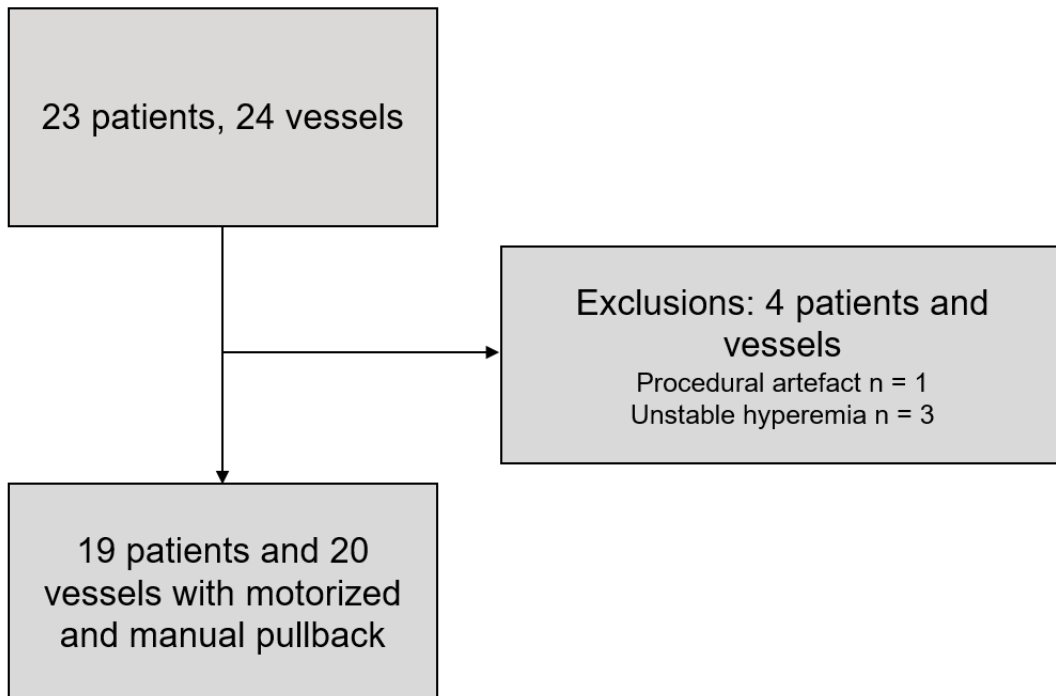 23 patients, 24 vessels
Exclusions: 4 patients and
vessels
Procedural artefact n = 1
Unstable hyperemia n = 3
19 patients and 20
vessels with motorized
and manual pullback